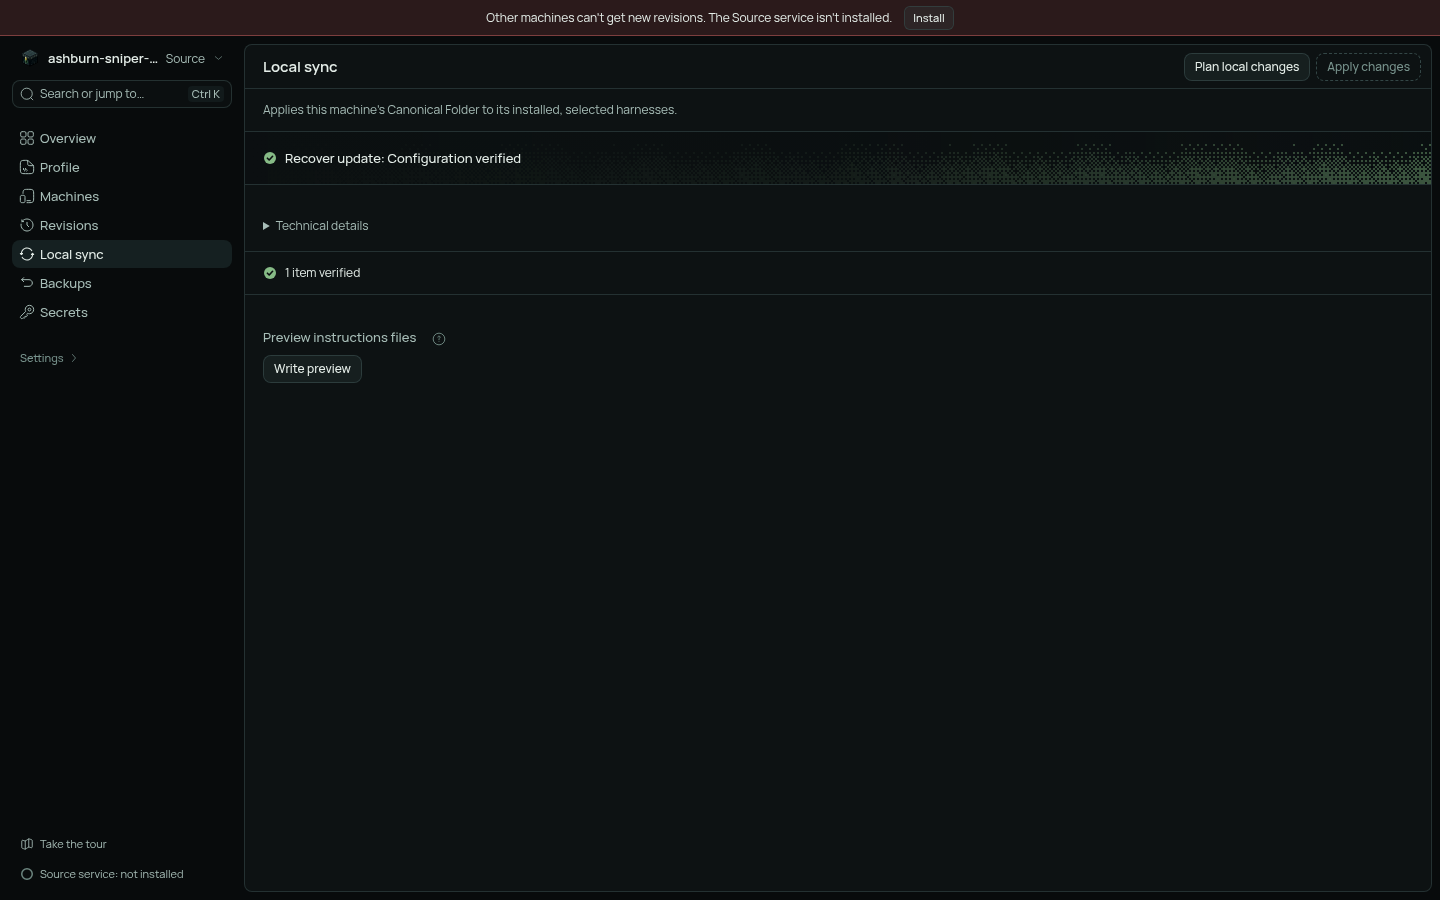 Other machines can't get new revisions. The Source service isn't installed.
Install
ashburn-sniper-... Source
Search or jump to...
Ctrl K
Overview
Profile
Machines
Revisions
Local sync
Backups
Secrets
Settings
Take the tour
Source service: not installed
Local sync
Plan local changes
Apply changes
Applies this machine's Canonical Folder to its installed, selected harnesses.
Recover update: Configuration verified
Technical details
1 item verified
Preview instructions files
?
Write preview